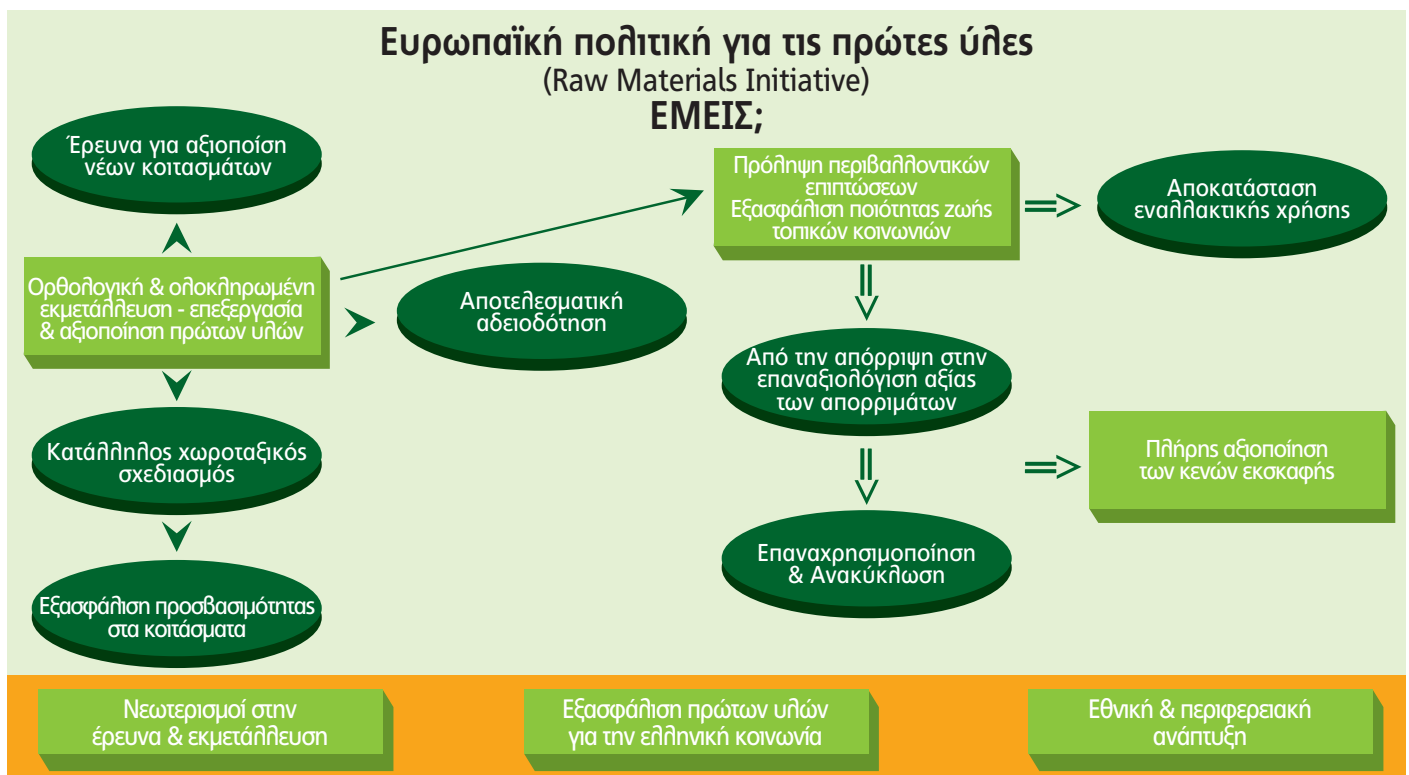 Ευρωπαϊκή πολιτική για τις πρώτες ύλες
(Raw Materials Initiative)
ΕΜΕΙΣ;
Έρευνα για αξιοποίση
νέων κοιτασμάτων
Ορθολογική & ολοκληρωμένη
εκμετάλλευση - επεξεργασία
& αξιοποίηση πρώτων υλών
Αποτελεσματική
αδειοδότηση
Κατάλληλος χωροταξικός
σχεδιασμός
Εξασφάλιση προσβασιμότητας
στα κοιτάσματα
Πρόληψη περιβαλλοντικών
επιπτώσεων
Εξασφάλιση ποιότητας ζωής
τοπικών κοινωνιών
Αποκατάσταση
εναλλακτικής χρήσης
Από την απόρριψη στην
επαναξιολόγιση αξίας
των απορριμάτων
Πλήρης αξιοποίηση
των κενών εκσκαφής
Επαναχρησιμοποίηση
& Ανακύκλωση
Νεωτερισμοί στην
έρευνα & εκμετάλλευση
Εξασφάλιση πρώτων υλών
για την ελληνική κοινωνία
Εθνική & περιφερειακή
ανάπτυξη